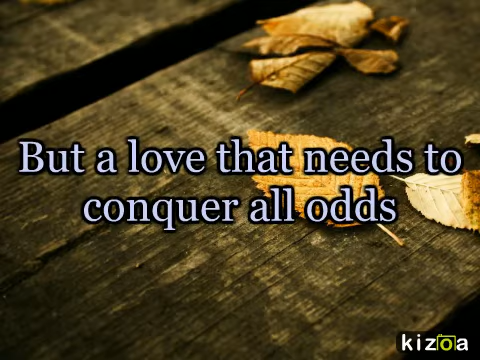 But a love that needs to
conquer all odds
kizoa